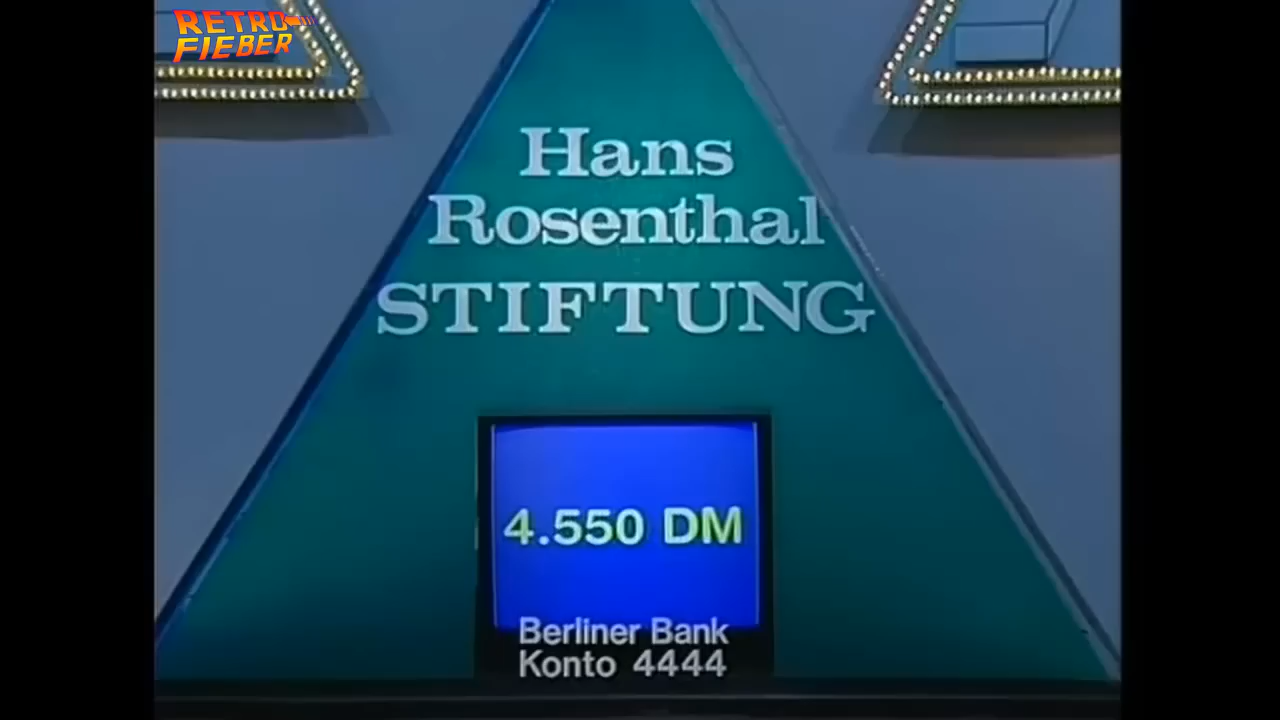 RETRO
FIEBER
Hans
Rosenthal
STIFTUNG
4.550 DM
Berliner Bank
Konto 4444